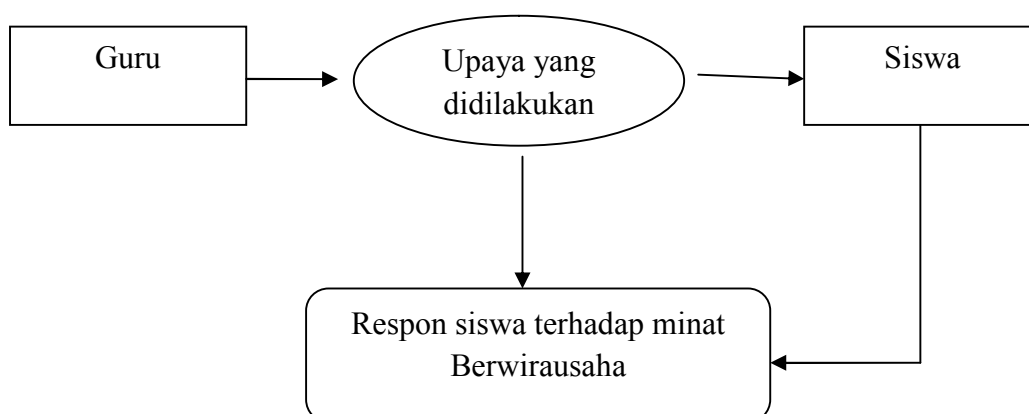 Guru
Upaya yang
didilakukan
Siswa
Respon siswa terhadap minat
Berwirausaha